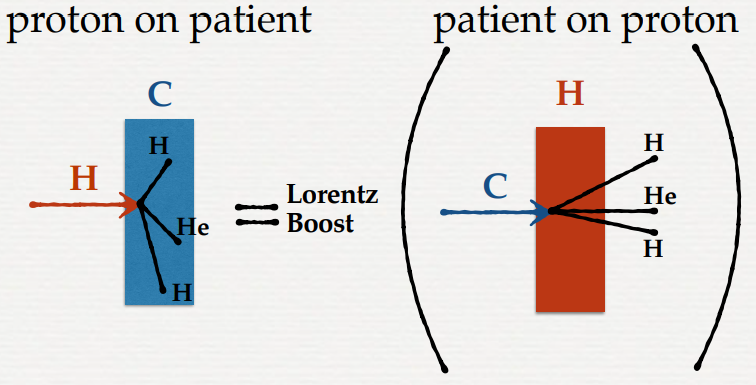 proton on patient
patient on proton
C
H
H
He
H
Lorentz
Boost
H
C
H
He
H